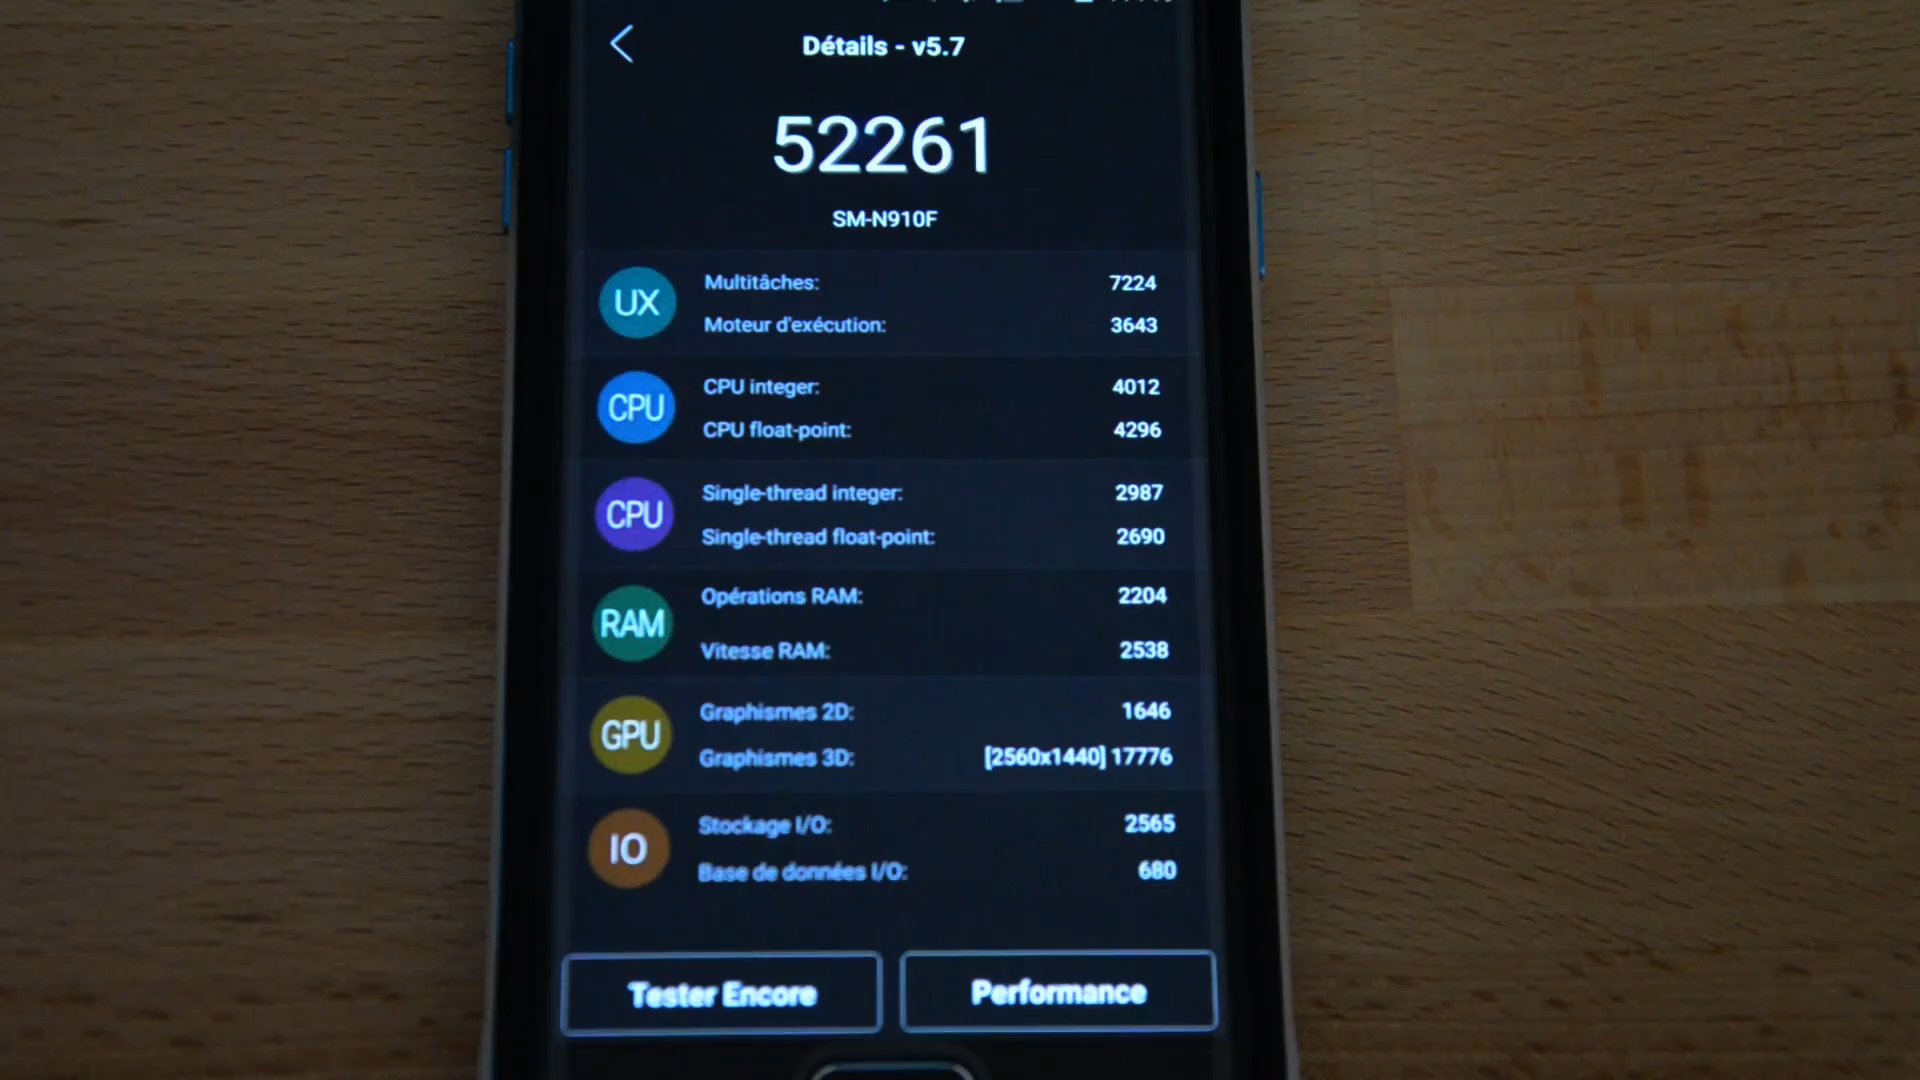 Détails - v5.7
52261
SM-N910F
UX
Multitâches: 7224
Moteur d'exécution: 3643
CPU
CPU integer: 4012
CPU float-point: 4296
CPU
Single-thread integer: 2987
Single-thread float-point: 2690
RAM
Opérations RAM: 2204
Vitesse RAM: 2538
GPU
Graphismes 2D: 1646
Graphismes 3D: [2560x1440] 17776
IO
Stockage I/O: 2565
Base de données I/O: 680
Tester Encore
Performance